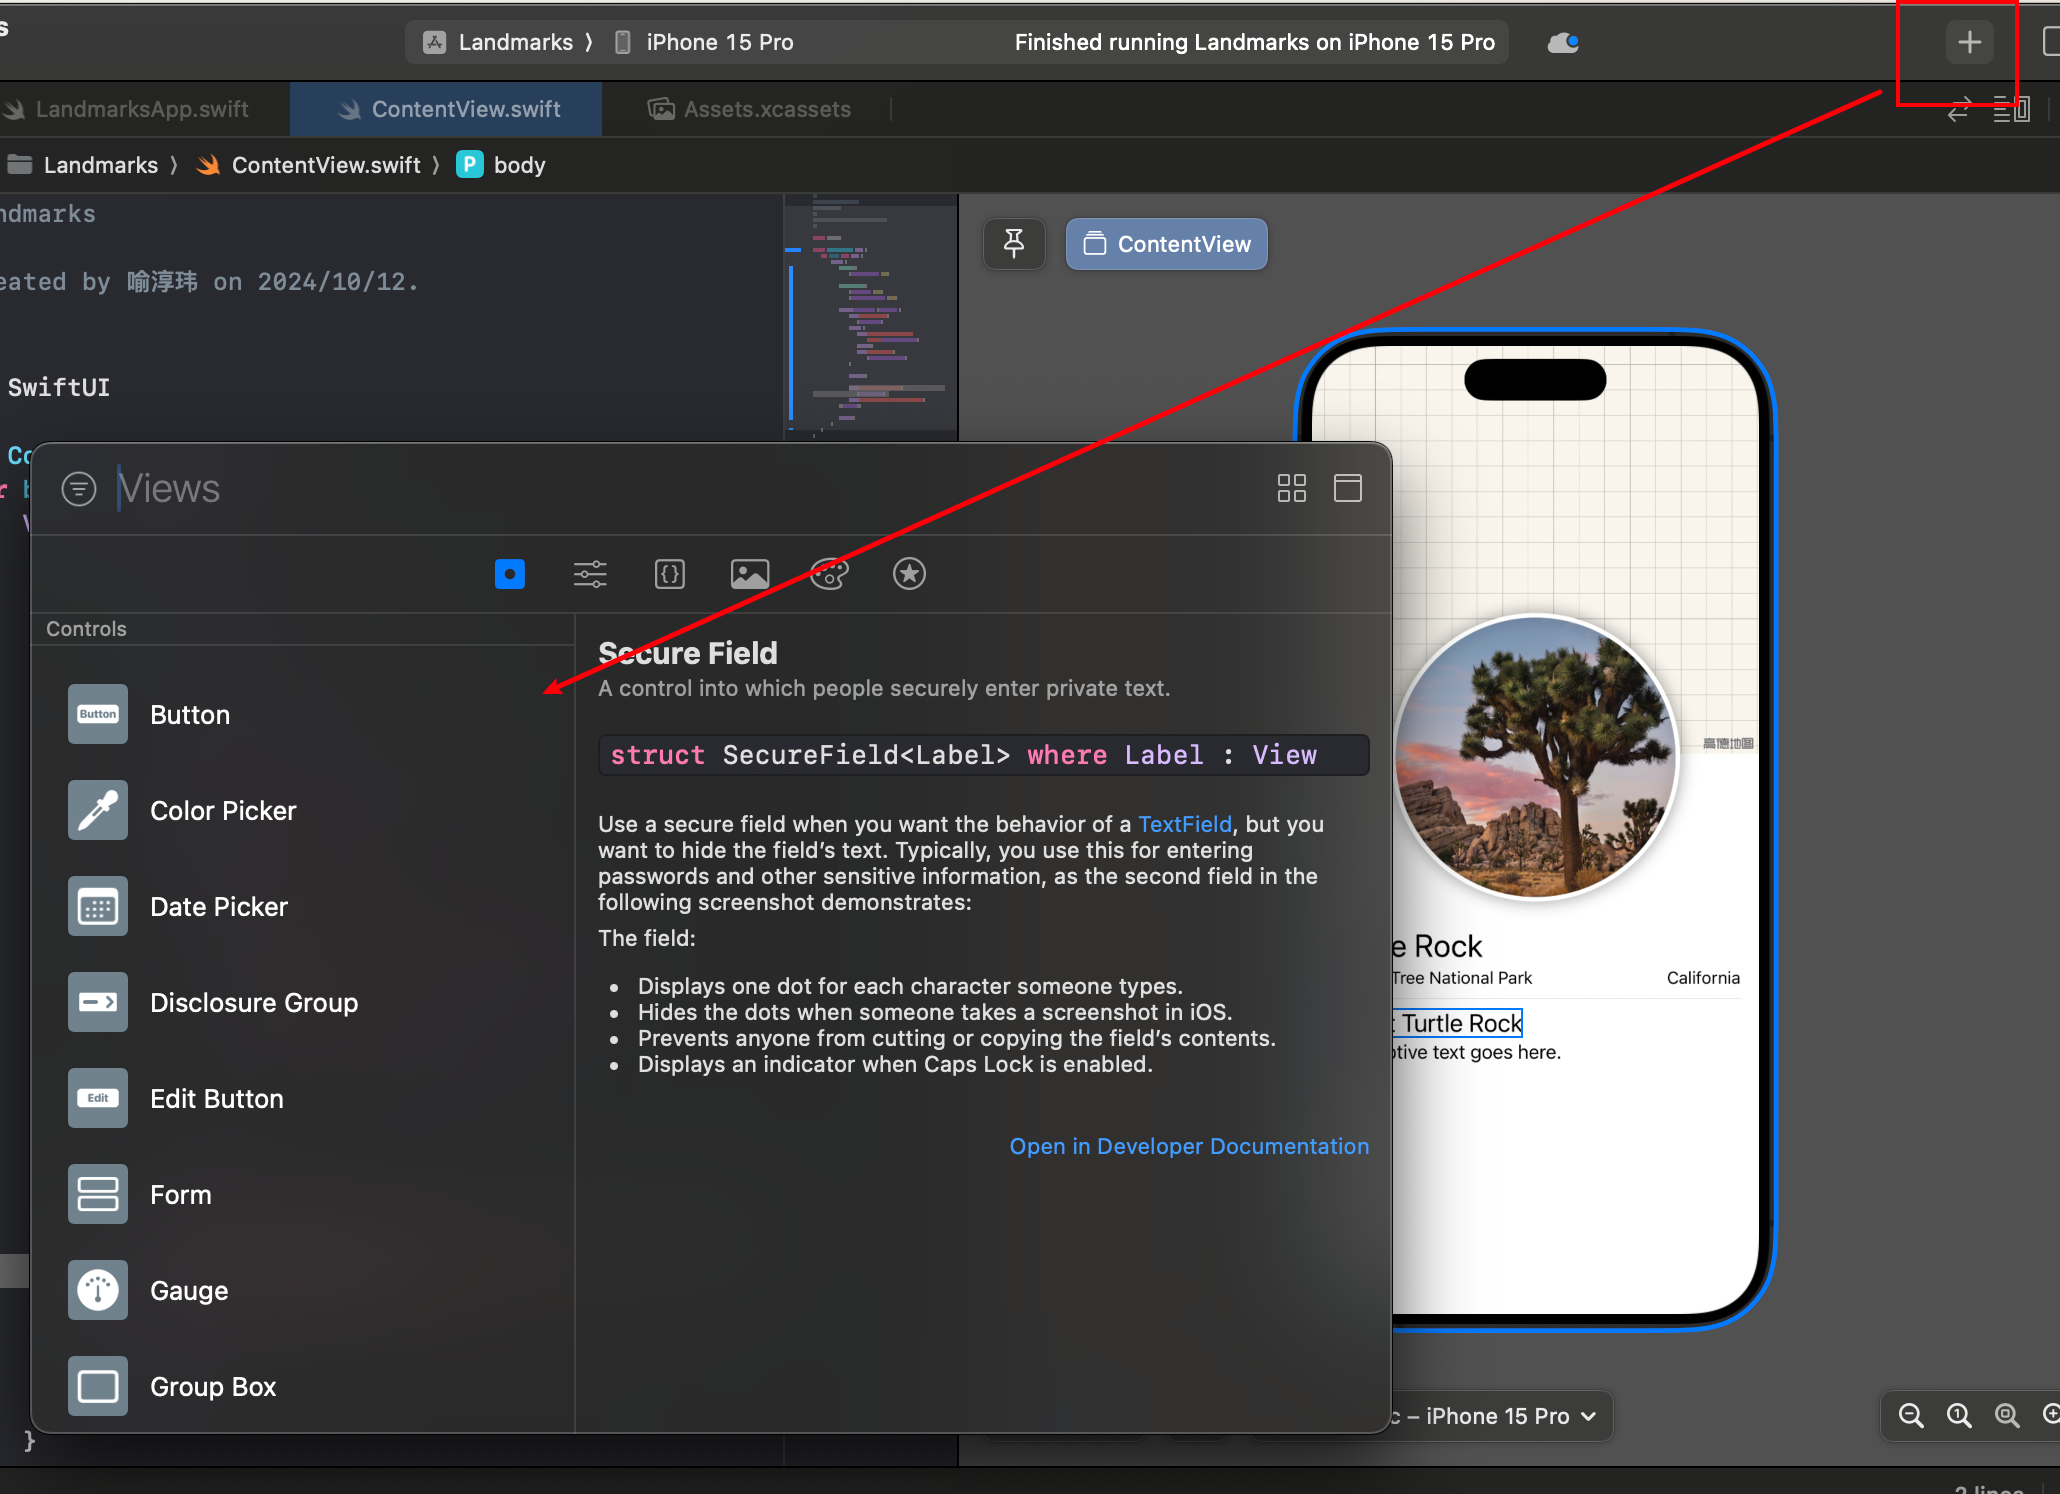 s
Landmarks 〉 iPhone 15 Pro
Finished running Landmarks on iPhone 15 Pro
LandmarksApp.swift
ContentView.swift
Assets.xcassets
Landmarks 〉 ContentView.swift 〉 P body
ndmarks
eated by 喻淳玮 on 2024/10/12.
SwiftUI
Co
r b
ContentView
Views
Controls
Button
Button
Color Picker
Date Picker
Disclosure Group
Edit
Edit Button
Form
Gauge
Group Box
Secure Field
A control into which people securely enter private text.
struct SecureField<Label> where Label : View
Use a secure field when you want the behavior of a TextField, but you
want to hide the field’s text. Typically, you use this for entering
passwords and other sensitive information, as the second field in the
following screenshot demonstrates:
The field:
• Displays one dot for each character someone types.
• Hides the dots when someone takes a screenshot in iOS.
• Prevents anyone from cutting or copying the field’s contents.
• Displays an indicator when Caps Lock is enabled.
Open in Developer Documentation
高德地图
e Rock
Tree National Park California
t Turtle Rock
ptive text goes here.
c – iPhone 15 Pro
}
2 lines